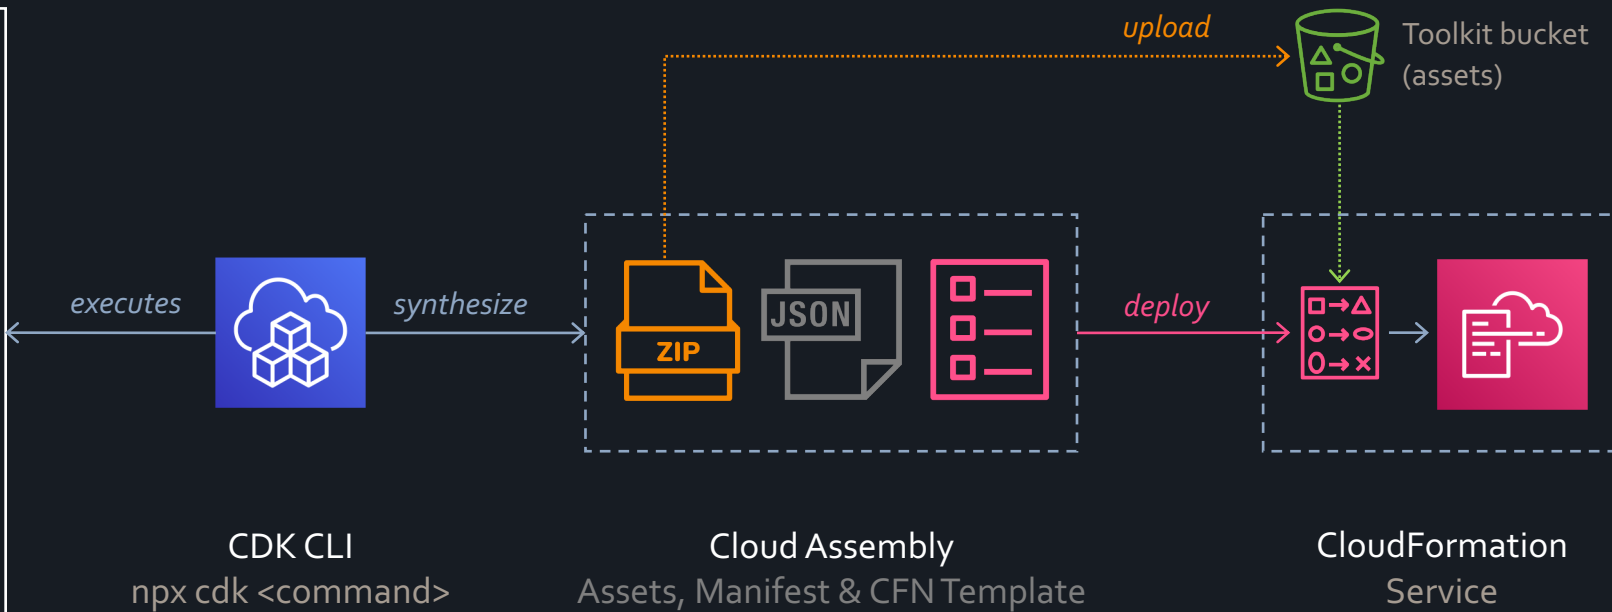 upload
Toolkit bucket
(assets)
executes
synthesize
ZIP
JSON
deploy
CDK CLI
npx cdk <command>
Cloud Assembly
Assets, Manifest & CFN Template
CloudFormation
Service